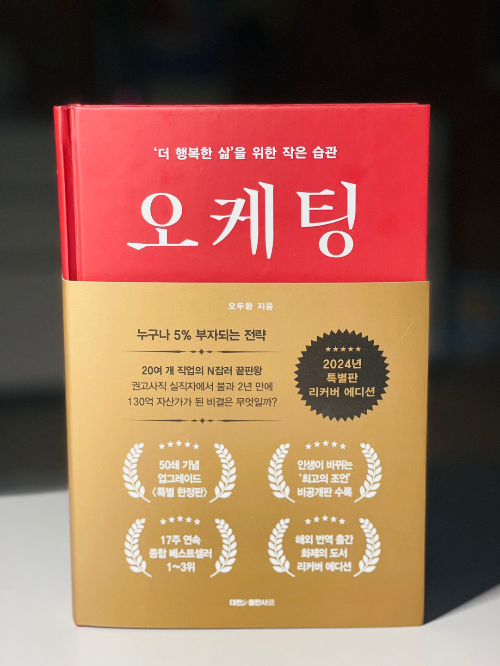 '더 행복한 삶'을 위한 작은 습관
오케팅
오두환 지음
누구나 5% 부자되는 전략
20여 개 직업의 N잡러 끝판왕
권고사직 실직자에서 불과 2년 만에
130억 자산가가 된 비결은 무엇일까?
2024년
특별판
리커버 에디션
50쇄 기념
업그레이드
〈특별 한정판〉
인생이 바뀌는
'최고의 조언'
비공개판 수록
17주 연속
종합 베스트셀러
1~3위
해외 번역 출간
화제의 도서
리커버 에디션
대한출판사